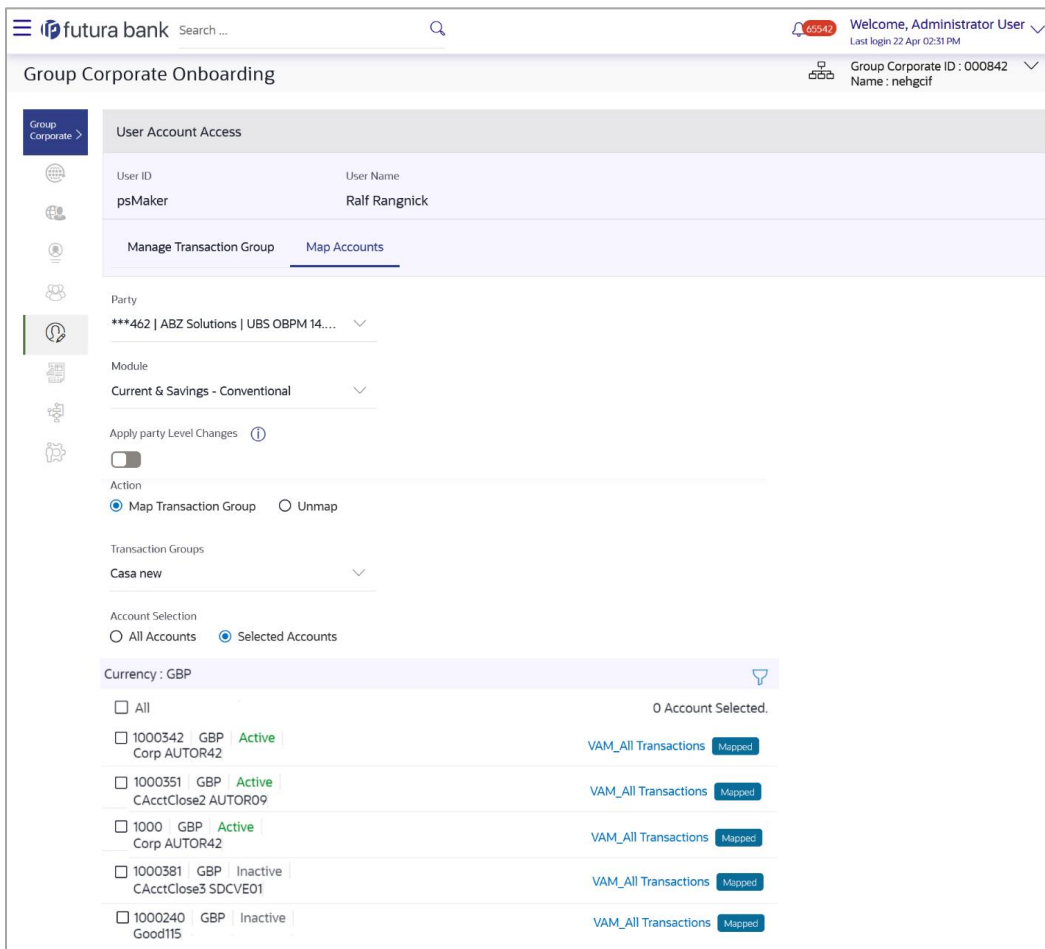 futura bank Search ... 65542 Welcome, Administrator User
Last login 22 Apr 02:31 PM
Group Corporate Onboarding Group Corporate ID : 000842
Name : nehgcif
Group
Corporate >
User Account Access
User ID User Name
psMaker Ralf Rangnick
Manage Transaction Group Map Accounts
Party
***462 | ABZ Solutions | UBS OBPM 14....
Module
Current & Savings - Conventional
Apply party Level Changes
Action
Map Transaction Group Unmap
Transaction Groups
Casa new
Account Selection
All Accounts Selected Accounts
Currency : GBP
All 0 Account Selected.
1000342 GBP Active VAM_All Transactions Mapped
Corp AUTOR42
1000351 GBP Active VAM_All Transactions Mapped
CAcctClose2 AUTOR09
1000 GBP Active VAM_All Transactions Mapped
Corp AUTOR42
1000381 GBP Inactive VAM_All Transactions Mapped
CAcctClose3 SDCVE01
1000240 GBP Inactive VAM_All Transactions Mapped
Good115